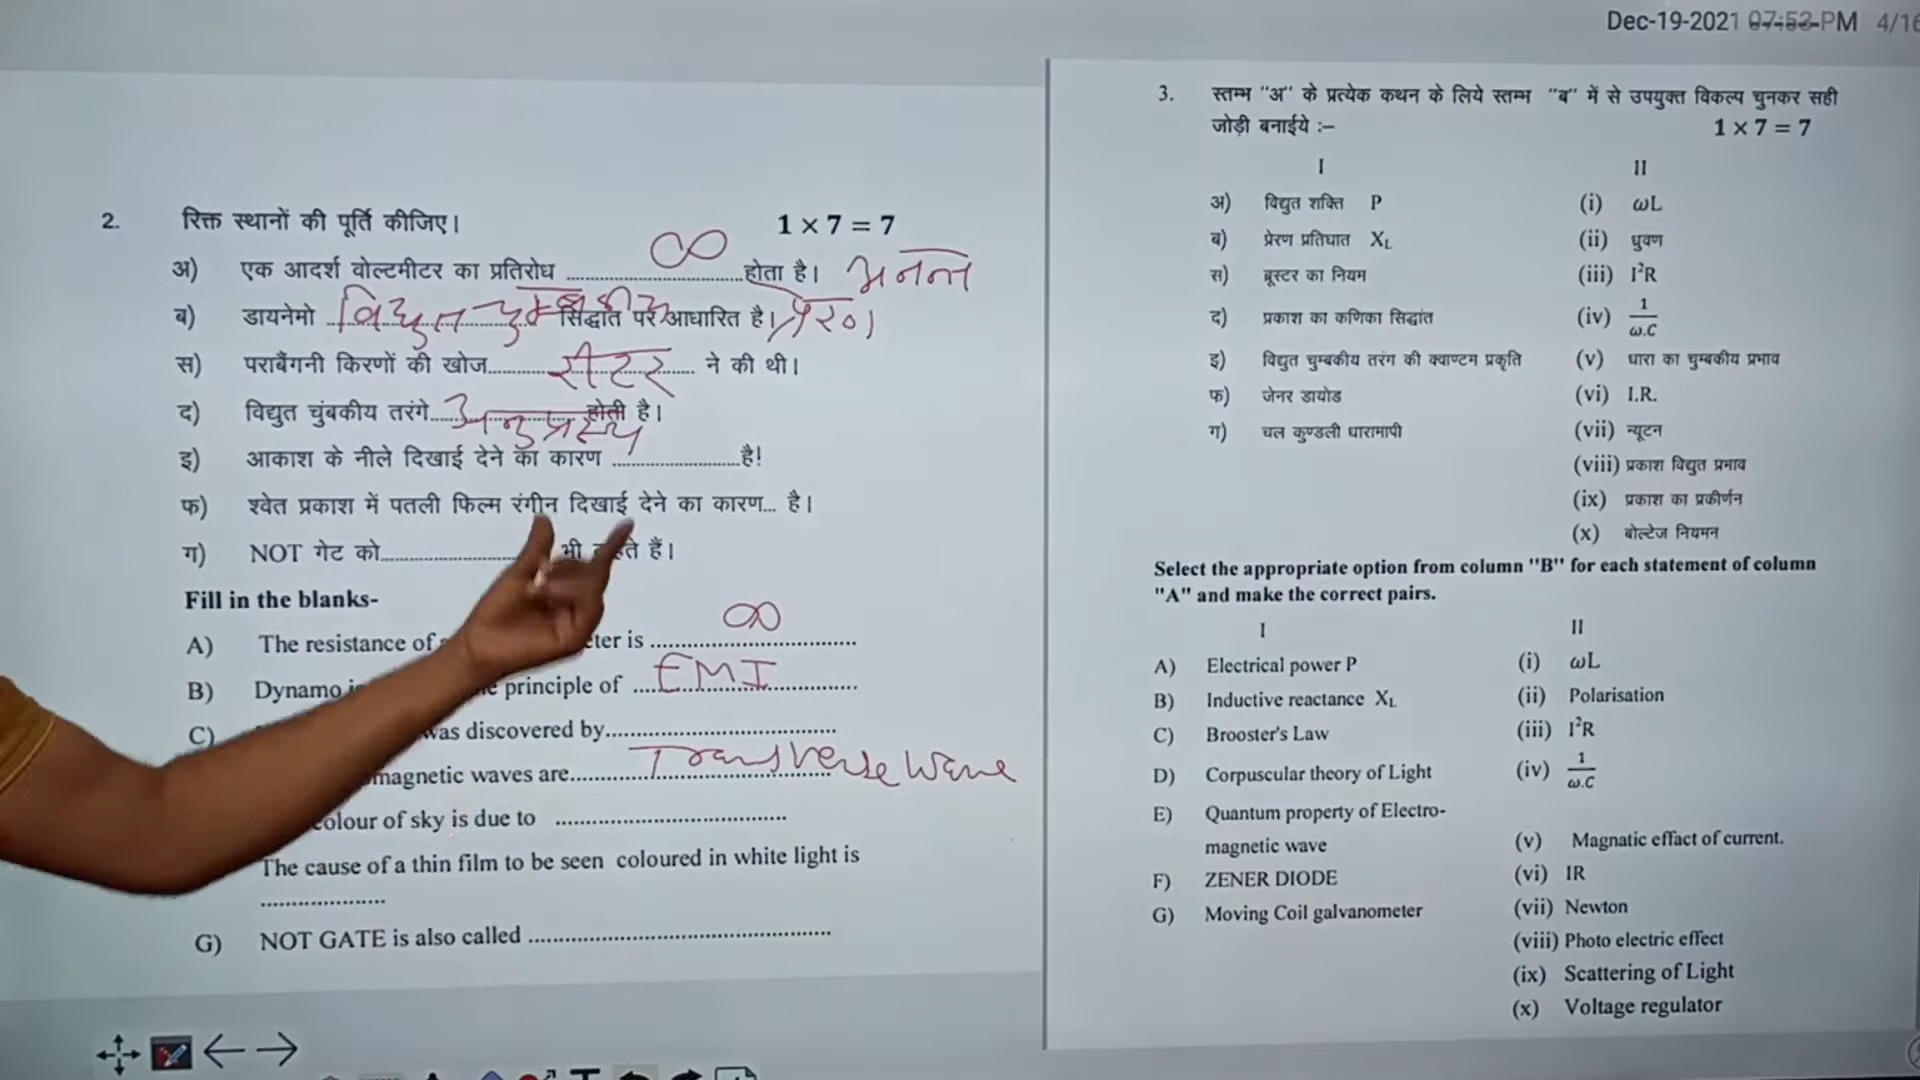 Dec-19-2021 07:53 PM 4/16
2. रिक्त स्थानों की पूर्ति कीजिए। 1 × 7 = 7
अ) एक आदर्श वोल्टमीटर का प्रतिरोध ∞ होता है। अनन्त
ब) डायनेमो विद्युत चुम्बकीय सिद्धांत पर आधारित है। प्रेरण
स) पराबैंगनी किरणों की खोज रीटर ने की थी।
द) विद्युत चुंबकीय तरंगे अनुप्रस्थ होती है।
इ) आकाश के नीले दिखाई देने का कारण ........................ है!
फ) श्वेत प्रकाश में पतली फिल्म रंगीन दिखाई देने का कारण... है।
ग) NOT गेट को........................ भी कहते हैं।
Fill in the blanks-
A) The resistance of is ∞
B) Dynamo principle of EMI
C) was discovered by........................
magnetic waves are Transverse wave
colour of sky is due to ........................
The cause of a thin film to be seen coloured in white light is
....................
G) NOT GATE is also called ........................
3. स्तम्भ "अ" के प्रत्येक कथन के लिये स्तम्भ "ब" में से उपयुक्त विकल्प चुनकर सही
जोड़ी बनाईये :– 1 × 7 = 7
I II
अ) विद्युत शक्ति P (i) ωL
ब) प्रेरण प्रतिघात X_L (ii) ध्रुवण
स) ब्रूस्टर का नियम (iii) I²R
द) प्रकाश का कणिका सिद्धांत (iv) 1/ω.C
इ) विद्युत चुम्बकीय तरंग की क्वाण्टम प्रकृति (v) धारा का चुम्बकीय प्रभाव
फ) जेनर डायोड (vi) I.R.
ग) चल कुण्डली धारामापी (vii) न्यूटन
(viii) प्रकाश विद्युत प्रभाव
(ix) प्रकाश का प्रकीर्णन
(x) बोल्टेज नियमन
Select the appropriate option from column "B" for each statement of column
"A" and make the correct pairs.
I II
A) Electrical power P (i) ωL
B) Inductive reactance X_L (ii) Polarisation
C) Brooster's Law (iii) I²R
D) Corpuscular theory of Light (iv) 1/ω.C
E) Quantum property of Electro-
magnetic wave (v) Magnatic effact of current.
F) ZENER DIODE (vi) IR
G) Moving Coil galvanometer (vii) Newton
(viii) Photo electric effect
(ix) Scattering of Light
(x) Voltage regulator